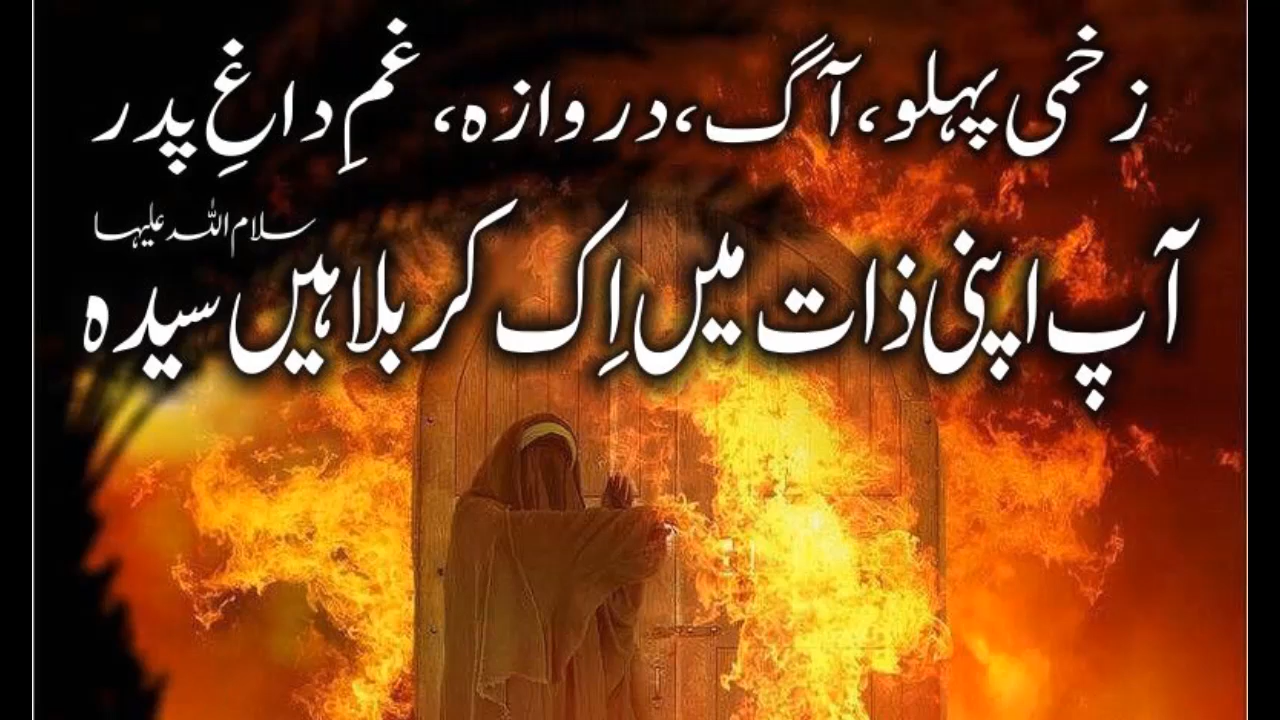 زخمی پہلو، آگ، دروازہ، غمِ داغِ پدر
سلام اللہ علیہا
آپ اپنی ذات میں اِک کربلا ہیں سیدہ